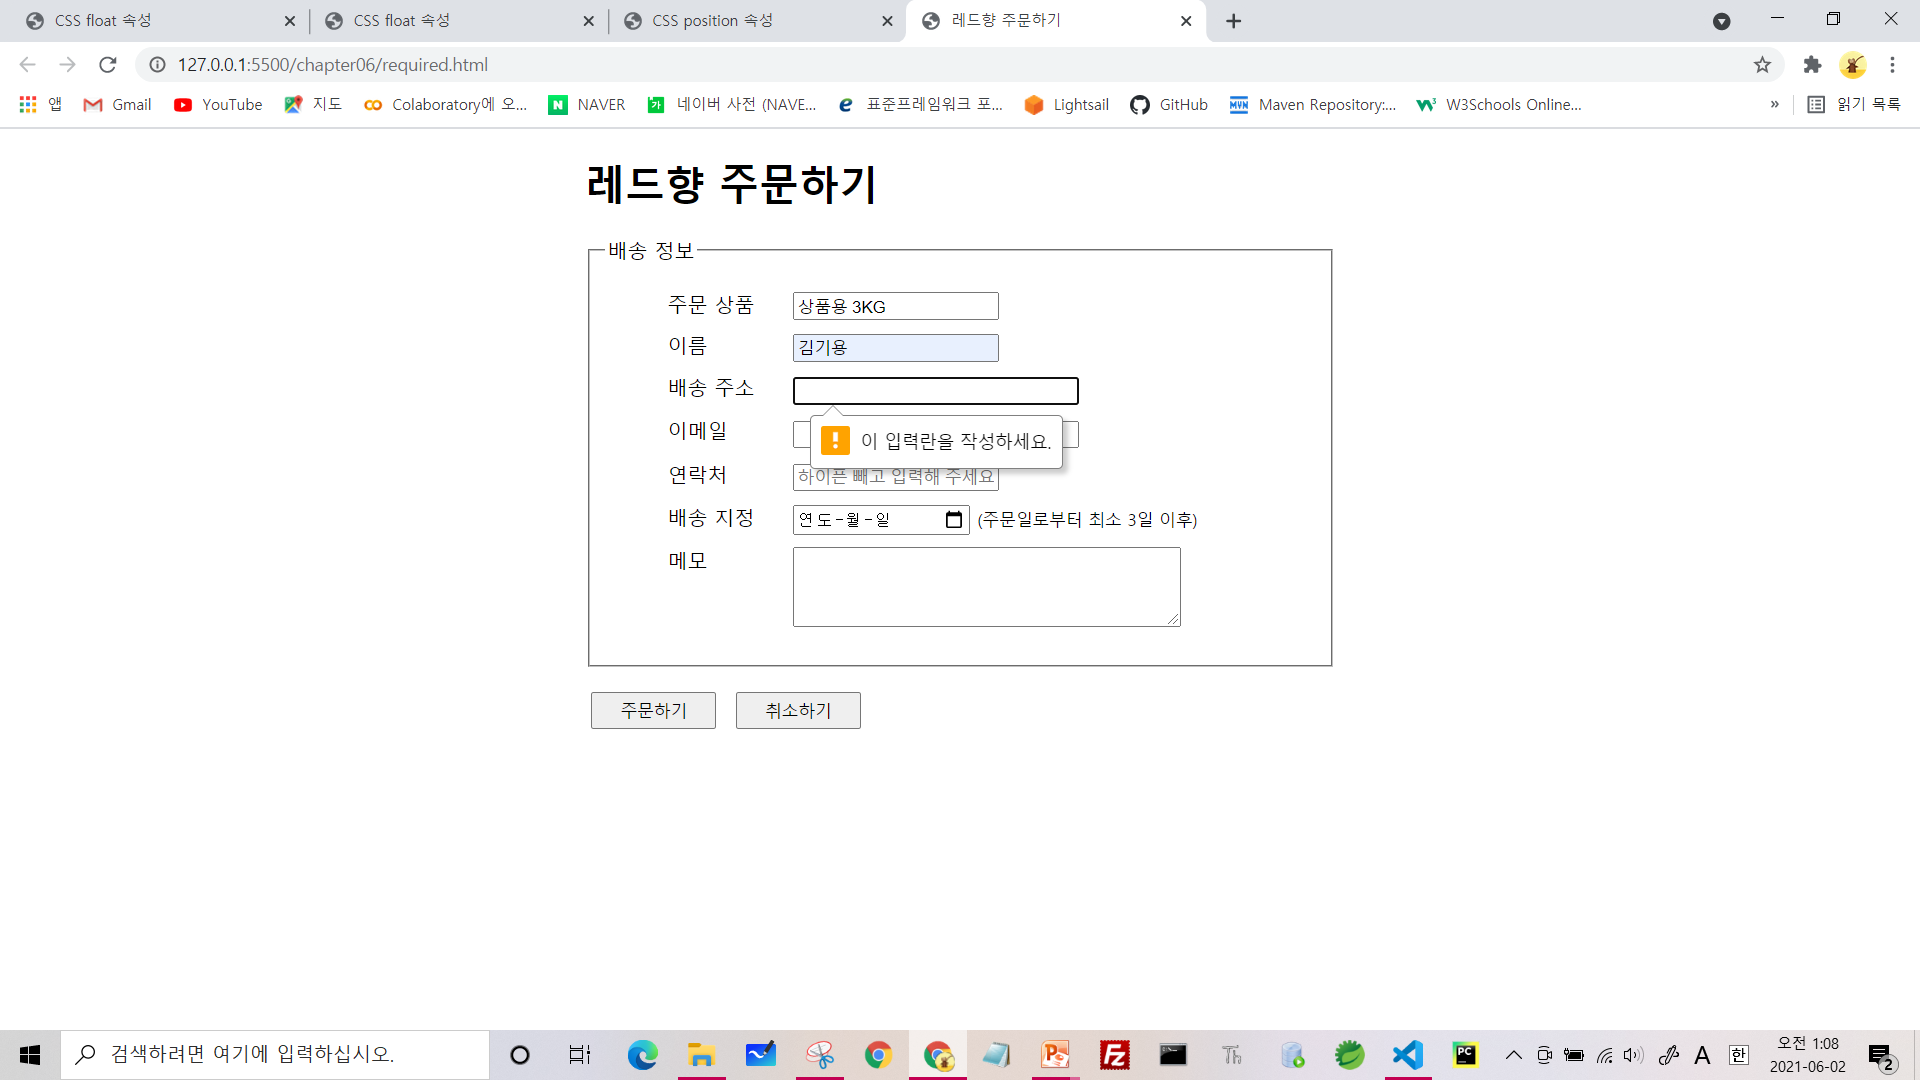 CSS float 속성
CSS float 속성
CSS position 속성
레드향 주문하기
127.0.0.1:5500/chapter06/required.html
앱
Gmail
YouTube
지도
Colaboratory에 오...
NAVER
네이버 사전 (NAVE...
표준프레임워크 포...
Lightsail
GitHub
Maven Repository:...
W3Schools Online...
»
읽기 목록
레드향 주문하기
배송 정보
주문 상품
상품용 3KG
이름
김기용
배송 주소
이메일
이 입력란을 작성하세요.
연락처
하이픈 빼고 입력해 주세요
배송 지정
연도-월-일
(주문일로부터 최소 3일 이후)
메모
주문하기
취소하기
검색하려면 여기에 입력하십시오.
A
한
오전 1:08
2021-06-02
2